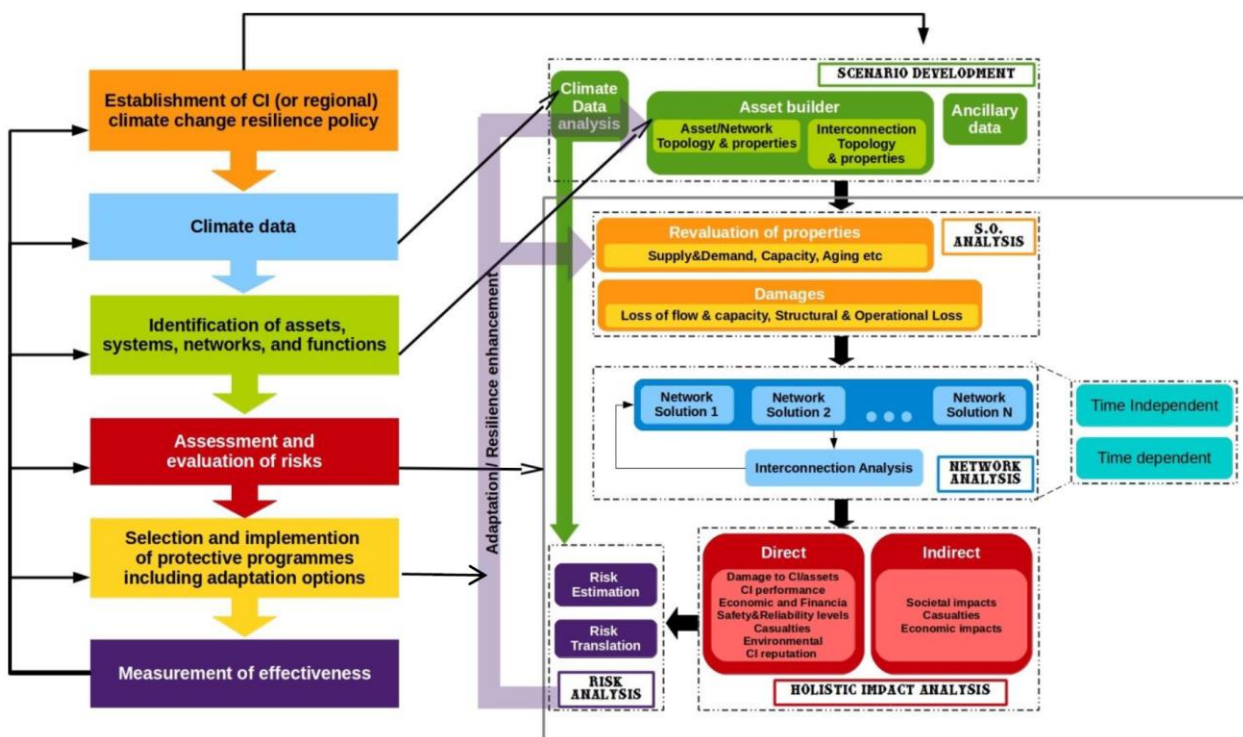 Establishment of CI (or regional)
climate change resilience policy
Climate data
Identification of assets,
systems, networks, and functions
Assessment and
evaluation of risks
Selection and implemention
of protective programmes
including adaptation options
Measurement of effectiveness
Adaptation / Resilience enhancement
SCENARIO DEVELOPMENT
Climate
Data
analysis
Asset builder
Asset/Network
Topology & properties
Interconnection
Topology
& properties
Ancillary
data
Revaluation of properties
Supply&Demand, Capacity, Aging etc
S.O.
ANALYSIS
Damages
Loss of flow & capacity, Structural & Operational Loss
Network
Solution 1
Network
Solution 2
Network
Solution N
Interconnection Analysis
NETWORK
ANALYSIS
Time Independent
Time dependent
Direct
Damage to CI/assets
CI performance
Economic and Financia
Safety&Reliability levels
Casualties
Environmental
CI reputation
Indirect
Societal impacts
Casualties
Economic impacts
HOLISTIC IMPACT ANALYSIS
Risk
Estimation
Risk
Translation
RISK
ANALYSIS